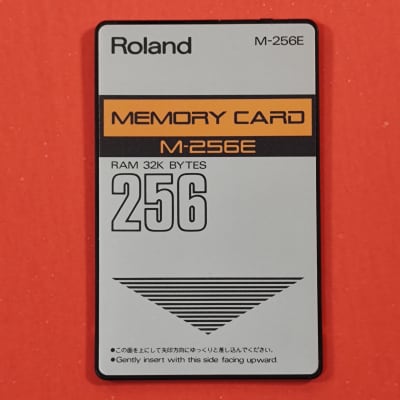 Roland M-256E
MEMORY CARD
M-256E
RAM 32K BYTES
256
●この面を上にして矢印方向にゆっくりと差し込んでください。
●Gently insert with this side facing upward.